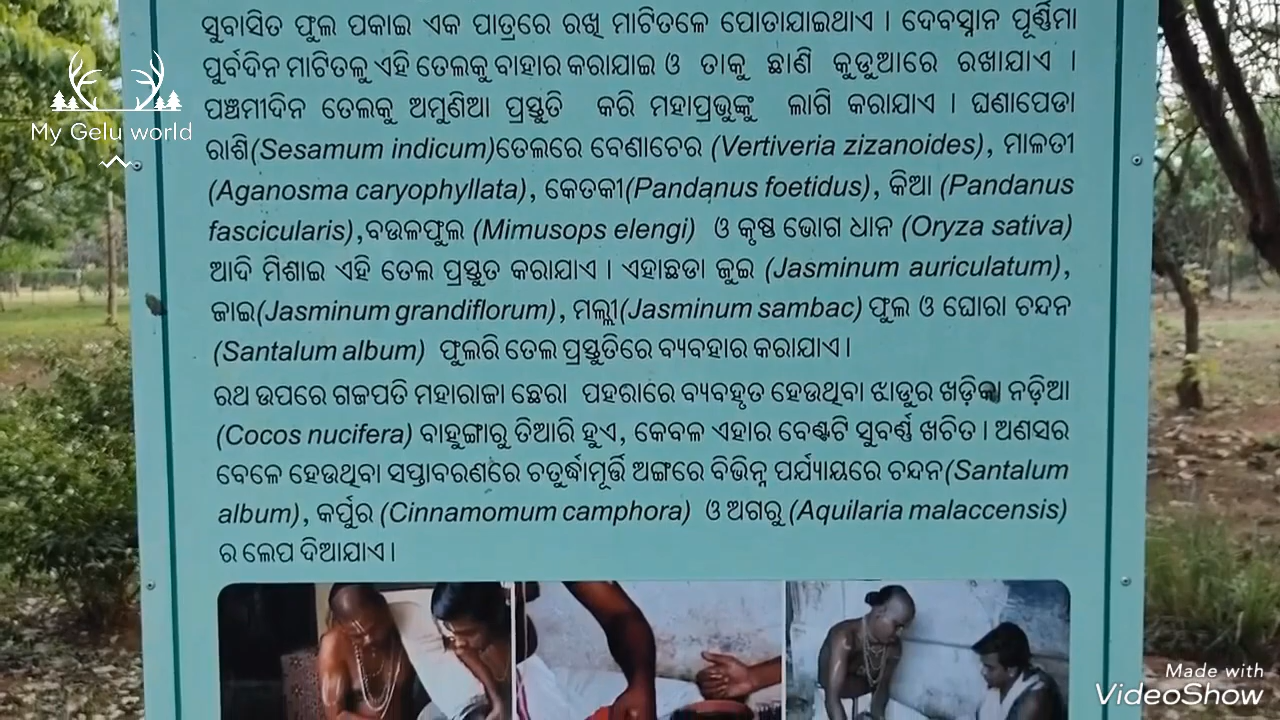 ସୁବାସିତ ଫୁଲ ପକାଇ ଏକ ପାତ୍ରରେ ରଖି ମାଟିତଳେ ପୋତାଯାଇଥାଏ । ଦେବସ୍ନାନ ପୂର୍ଣ୍ଣିମା
ପୁର୍ବଦିନ ମାଟିତଳୁ ଏହି ତେଲକୁ ବାହାର କରାଯାଇ ଓ ତାକୁ ଛାଣି କୁଡୁଆରେ ରଖାଯାଏ ।
ପଞ୍ଚମୀଦିନ ତେଲକୁ ଅମୁଣିଆ ପ୍ରସ୍ତୁତି କରି ମହାପ୍ରଭୁଙ୍କୁ ଲାଗି କରାଯାଏ । ଘଣାପେଡା
My Gelu world
ରାଶି(Sesamum indicum)ତେଲରେ ବେଣାଚେର (Vertiveria zizanoides), ମାଳତୀ
(Aganosma caryophyllata), କେତକୀ(Pandanus foetidus), କିଆ (Pandanus
fascicularis),ବଉଳଫୁଲ (Mimusops elengi) ଓ କୃଷ୍ଣ ଭୋଗ ଧାନ (Oryza sativa)
ଆଦି ମିଶାଇ ଏହି ତେଲ ପ୍ରସ୍ତୁତ କରାଯାଏ । ଏହାଛଡା ଜୁଇ (Jasminum auriculatum),
ଜାଇ(Jasminum grandiflorum), ମଲ୍ଲୀ(Jasminum sambac) ଫୁଲ ଓ ଘୋରା ଚନ୍ଦନ
(Santalum album) ଫୁଲରି ତେଲ ପ୍ରସ୍ତୁତିରେ ବ୍ୟବହାର କରାଯାଏ ।
ରଥ ଉପରେ ଗଜପତି ମହାରାଜା ଛେରା ପହରାରେ ବ୍ୟବହୃତ ହେଉଥିବା ଝାଡୁର ଖଡ଼ିକା ନଡ଼ିଆ
(Cocos nucifera) ବାହୁଙ୍ଗାରୁ ତିଆରି ହୁଏ, କେବଳ ଏହାର ବେଣ୍ଟଟି ସୁବର୍ଣ୍ଣ ଖଚିତ । ଅଣସର
ବେଳେ ହେଉଥିବା ସପ୍ତାବରଣରେ ଚତୁର୍ଦ୍ଧାମୂର୍ତ୍ତି ଅଙ୍ଗରେ ବିଭିନ୍ନ ପର୍ଯ୍ୟାୟରେ ଚନ୍ଦନ(Santalum
album), କର୍ପୁର (Cinnamomum camphora) ଓ ଅଗରୁ (Aquilaria malaccensis)
ର ଲେପ ଦିଆଯାଏ ।
Made with
VideoShow